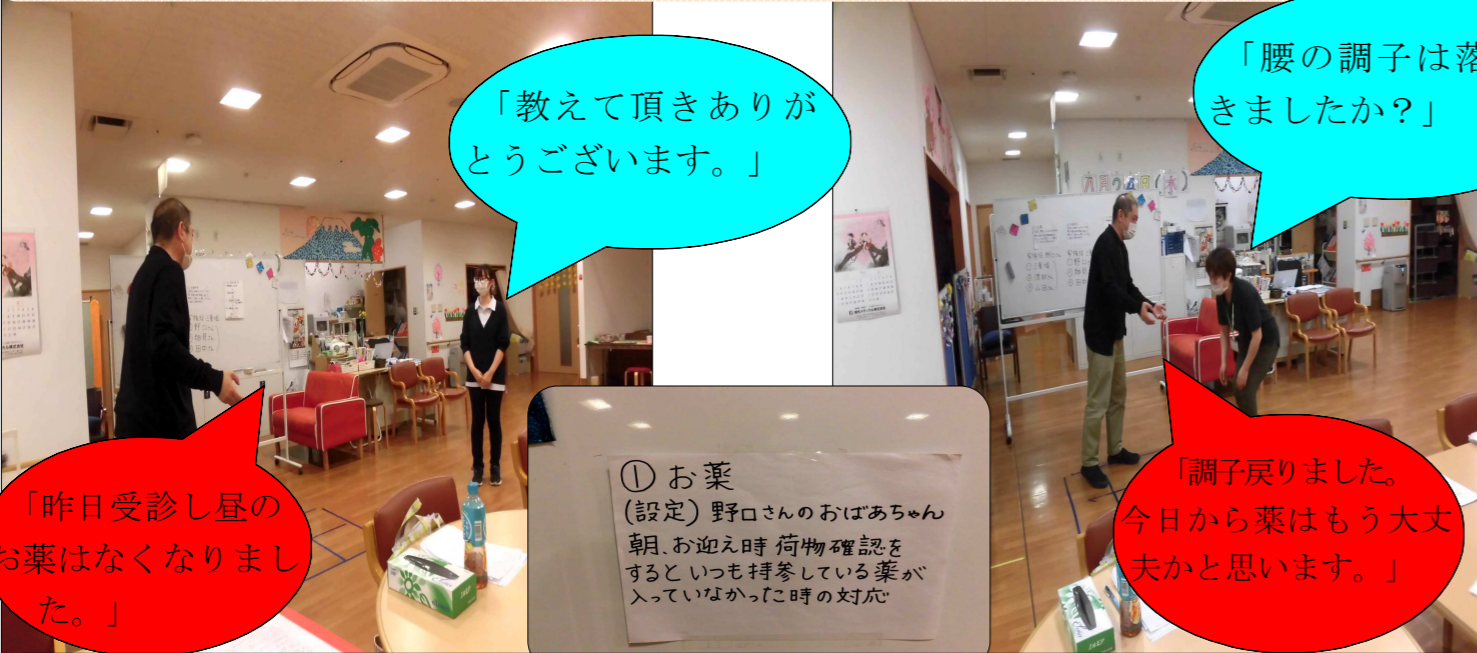 「教えて頂きありが
とうございます。」
「昨日受診し昼の
お薬はなくなりまし
た。」
① お薬
(設定) 野口さんのおばあちゃん
朝、お迎え時 荷物確認を
すると いつも持参している薬が
入っていなかった時の対応
「腰の調子は落
きましたか？」
「調子戻りました。
今日から薬はもう大丈
夫かと思います。」